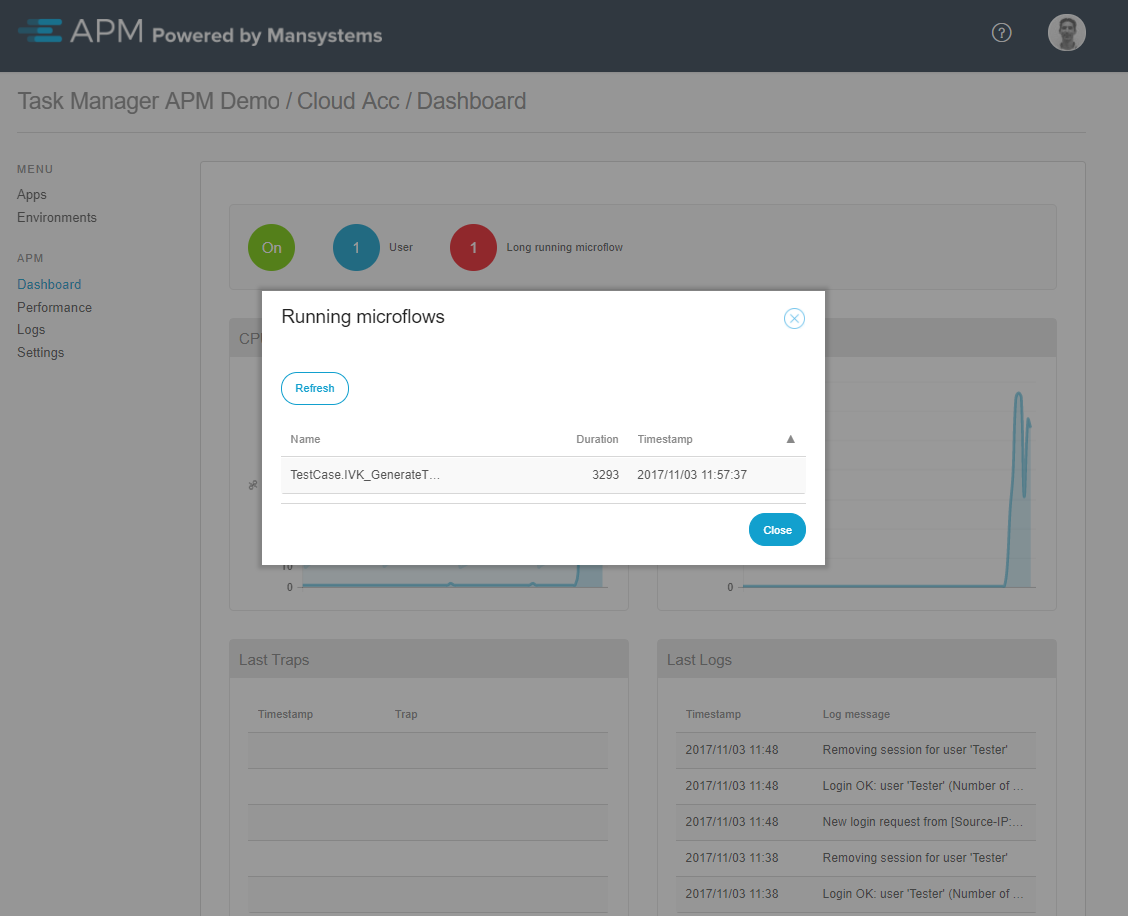 APM Powered by Mansystems
?
Task Manager APM Demo / Cloud Acc / Dashboard
MENU
Apps
Environments
APM
Dashboard
Performance
Logs
Settings
On
1
User
1
Long running microflow
Running microflows
Refresh
Name
Duration
Timestamp
TestCase.IVK_GenerateT…
3293
2017/11/03 11:57:37
Close
%
10
0
0
Last Traps
Timestamp
Trap
Last Logs
Timestamp
Log message
2017/11/03 11:48
Removing session for user 'Tester'
2017/11/03 11:48
Login OK: user 'Tester' (Number of …
2017/11/03 11:48
New login request from [Source-IP:…
2017/11/03 11:38
Removing session for user 'Tester'
2017/11/03 11:38
Login OK: user 'Tester' (Number of …